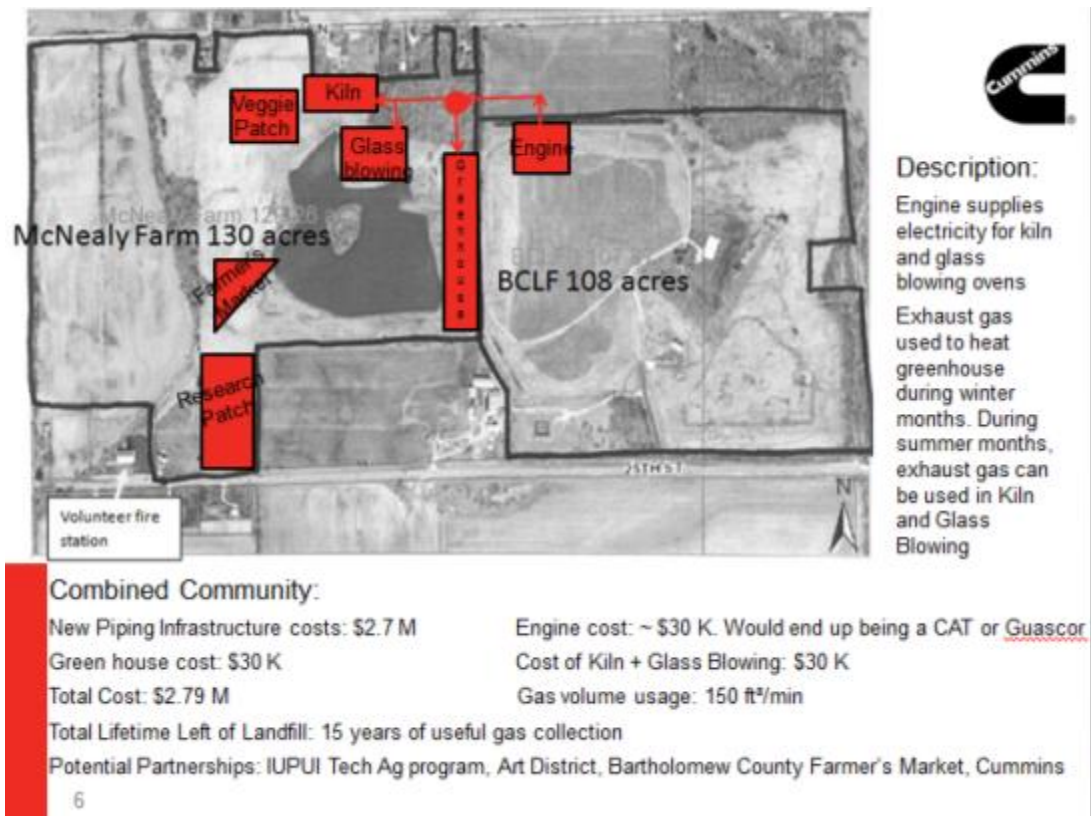 Cummins
®
Kiln
Veggie
Patch
Glass
blowing
Engine
Greenhouse
McNealy Farm 130 acres
BCLF 108 acres
Farmer's
Market
Research
Patch
25TH ST
N
Volunteer fire
station
Description:
Engine supplies
electricity for kiln
and glass
blowing ovens
Exhaust gas
used to heat
greenhouse
during winter
months. During
summer months,
exhaust gas can
be used in Kiln
and Glass
Blowing
Combined Community:
New Piping Infrastructure costs: $2.7 M
Engine cost: ~ $30 K. Would end up being a CAT or Guascor
Green house cost: $30 K
Cost of Kiln + Glass Blowing: $30 K
Total Cost: $2.79 M
Gas volume usage: 150 ft³/min
Total Lifetime Left of Landfill: 15 years of useful gas collection
Potential Partnerships: IUPUI Tech Ag program, Art District, Bartholomew County Farmer's Market, Cummins
6